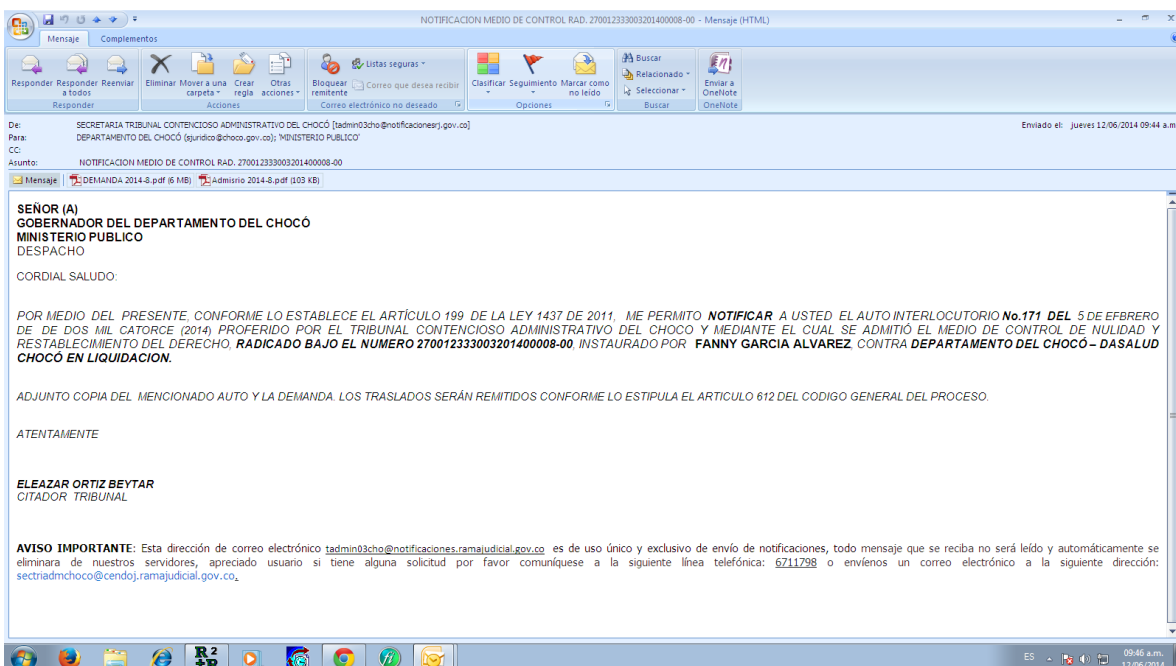 NOTIFICACION MEDIO DE CONTROL RAD. 270012333003201400008-00 - Mensaje (HTML)
Mensaje Complementos
Responder Responder a todos Reenviar
Eliminar Mover a una carpeta Crear regla Otras acciones
Bloquear remitente Listas seguras Correo que desea recibir
Clasificar Seguimiento Marcar como no leído
Buscar Relacionado Seleccionar
Enviar a OneNote
Responder Acciones Correo electrónico no deseado Opciones Buscar OneNote
De: SECRETARIA TRIBUNAL CONTENCIOSO ADMINISTRATIVO DEL CHOCÓ [tadmin03cho@notificacionesrj.gov.co] Enviado el: jueves 12/06/2014 09:44 a.m
Para: DEPARTAMENTO DEL CHOCÓ (sjuridico@choco.gov.co); 'MINISTERIO PUBLICO'
CC:
Asunto: NOTIFICACION MEDIO DE CONTROL RAD. 270012333003201400008-00
Mensaje DEMANDA 2014-8.pdf (6 MB) Admisrio 2014-8.pdf (103 KB)
SEÑOR (A)
GOBERNADOR DEL DEPARTAMENTO DEL CHOCÓ
MINISTERIO PUBLICO
DESPACHO
CORDIAL SALUDO:
POR MEDIO DEL PRESENTE, CONFORME LO ESTABLECE EL ARTÍCULO 199 DE LA LEY 1437 DE 2011, ME PERMITO NOTIFICAR A USTED EL AUTO INTERLOCUTORIO No.171 DEL 5 DE EFBRERO
DE DE DOS MIL CATORCE (2014) PROFERIDO POR EL TRIBUNAL CONTENCIOSO ADMINISTRATIVO DEL CHOCO Y MEDIANTE EL CUAL SE ADMITIÓ EL MEDIO DE CONTROL DE NULIDAD Y
RESTABLECIMIENTO DEL DERECHO, RADICADO BAJO EL NUMERO 270012333003201400008-00, INSTAURADO POR FANNY GARCIA ALVAREZ, CONTRA DEPARTAMENTO DEL CHOCÓ – DASALUD
CHOCÓ EN LIQUIDACION.
ADJUNTO COPIA DEL MENCIONADO AUTO Y LA DEMANDA. LOS TRASLADOS SERÁN REMITIDOS CONFORME LO ESTIPULA EL ARTICULO 612 DEL CODIGO GENERAL DEL PROCESO.
ATENTAMENTE
ELEAZAR ORTIZ BEYTAR
CITADOR TRIBUNAL
AVISO IMPORTANTE: Esta dirección de correo electrónico tadmin03cho@notificaciones.ramajudicial.gov.co es de uso único y exclusivo de envío de notificaciones, todo mensaje que se reciba no será leído y automáticamente se
eliminara de nuestros servidores, apreciado usuario si tiene alguna solicitud por favor comuníquese a la siguiente línea telefónica: 6711798 o envíenos un correo electrónico a la siguiente dirección:
sectriadmchoco@cendoj.ramajudicial.gov.co.
ES 09:46 a.m.
12/06/2014